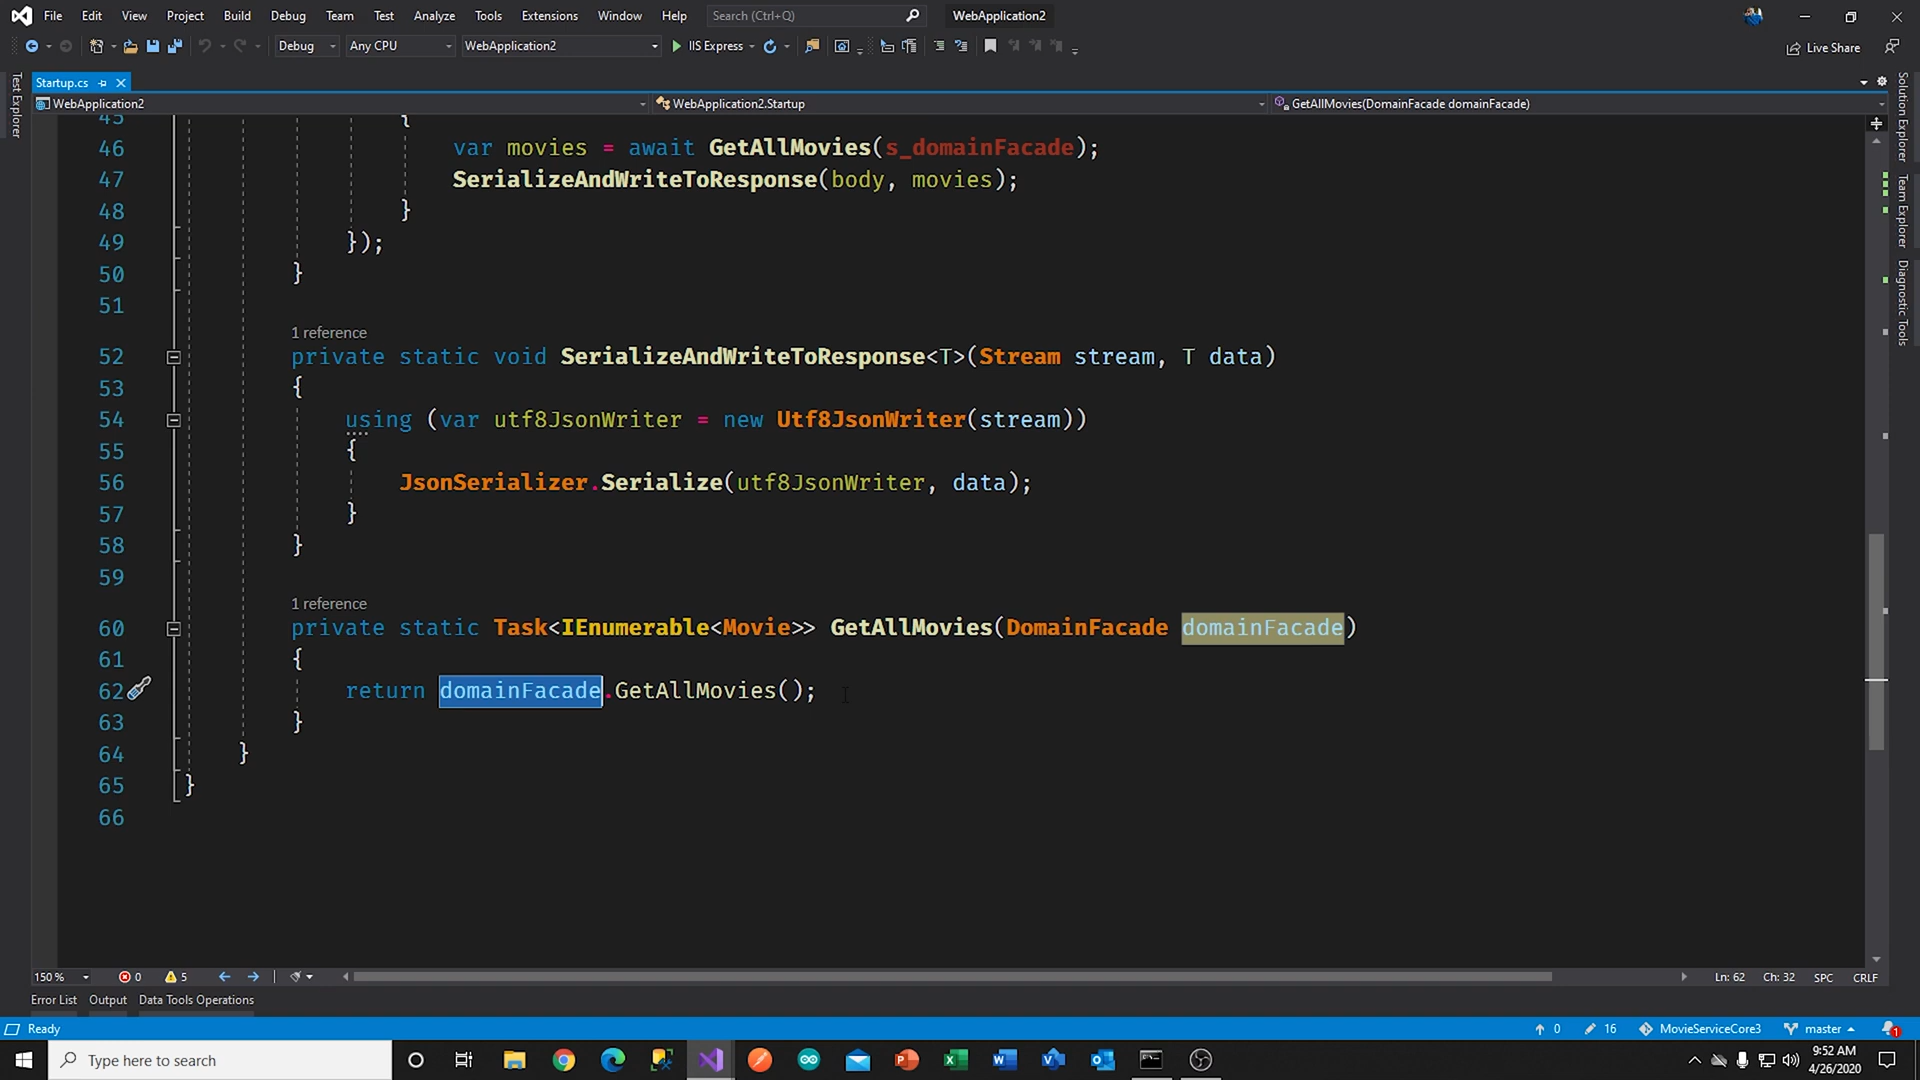 File Edit View Project Build Debug Team Test Analyze Tools Extensions Window Help Search (Ctrl+Q) WebApplication2
Debug Any CPU WebApplication2 IIS Express Live Share
Startup.cs
WebApplication2 WebApplication2.Startup GetAllMovies(DomainFacade domainFacade)
Test Explorer
Solution Explorer
Team Explorer
Diagnostic Tools
45 {
46 var movies = await GetAllMovies(s_domainFacade);
47 SerializeAndWriteToResponse(body, movies);
48 }
49 });
50 }
51
1 reference
52 private static void SerializeAndWriteToResponse<T>(Stream stream, T data)
53 {
54 using (var utf8JsonWriter = new Utf8JsonWriter(stream))
55 {
56 JsonSerializer.Serialize(utf8JsonWriter, data);
57 }
58 }
59
1 reference
60 private static Task<IEnumerable<Movie>> GetAllMovies(DomainFacade domainFacade)
61 {
62 return domainFacade.GetAllMovies();
63 }
64 }
65 }
66
150 % 0 5 Ln: 62 Ch: 32 SPC CRLF
Error List Output Data Tools Operations
Ready 0 16 MovieServiceCore3 master 1
Type here to search 9:52 AM
4/26/2020